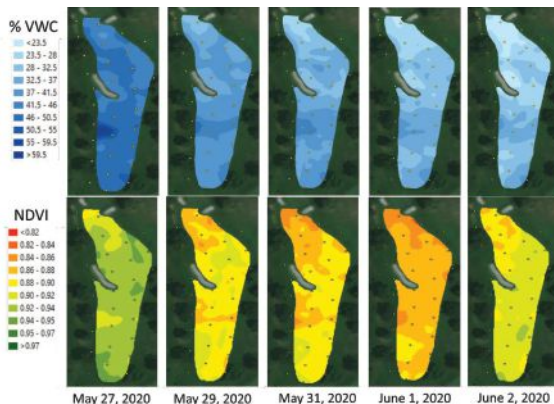 % VWC
<23.5
23.5 - 28
28 - 32.5
32.5 - 37
37 - 41.5
41.5 - 46
46 - 50.5
50.5 - 55
55 - 59.5
>59.5
NDVI
<0.82
0.82 - 0.84
0.84 - 0.86
0.86 - 0.88
0.88 - 0.90
0.90 - 0.92
0.92 - 0.94
0.94 - 0.95
0.95 - 0.97
>0.97
May 27, 2020 May 29, 2020 May 31, 2020 June 1, 2020 June 2, 2020